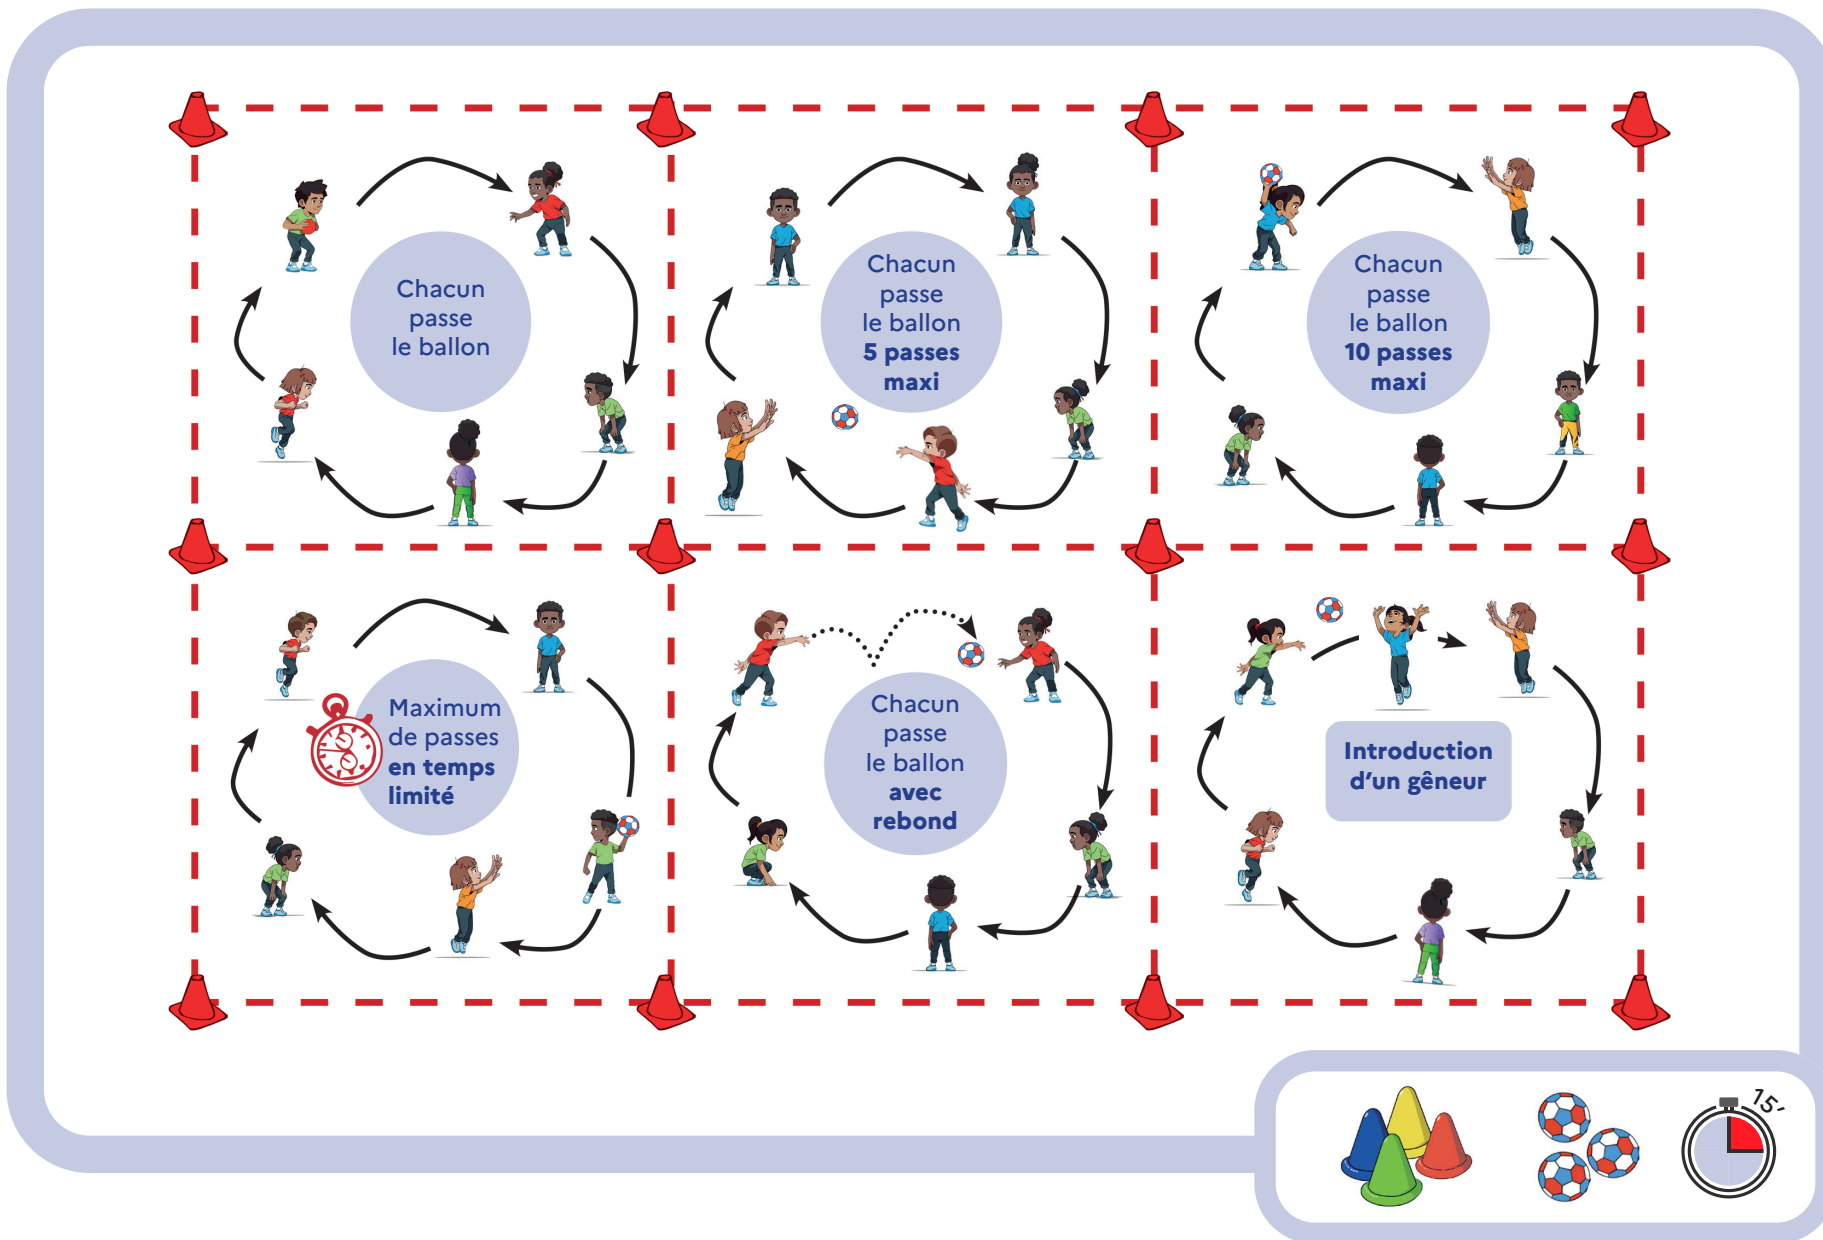 Chacun
passe
le ballon
Chacun
passe
le ballon
5 passes
maxi
Chacun
passe
le ballon
10 passes
maxi
Maximum
de passes
en temps
limité
Chacun
passe
le ballon
avec
rebond
Introduction
d'un gêneur
15'